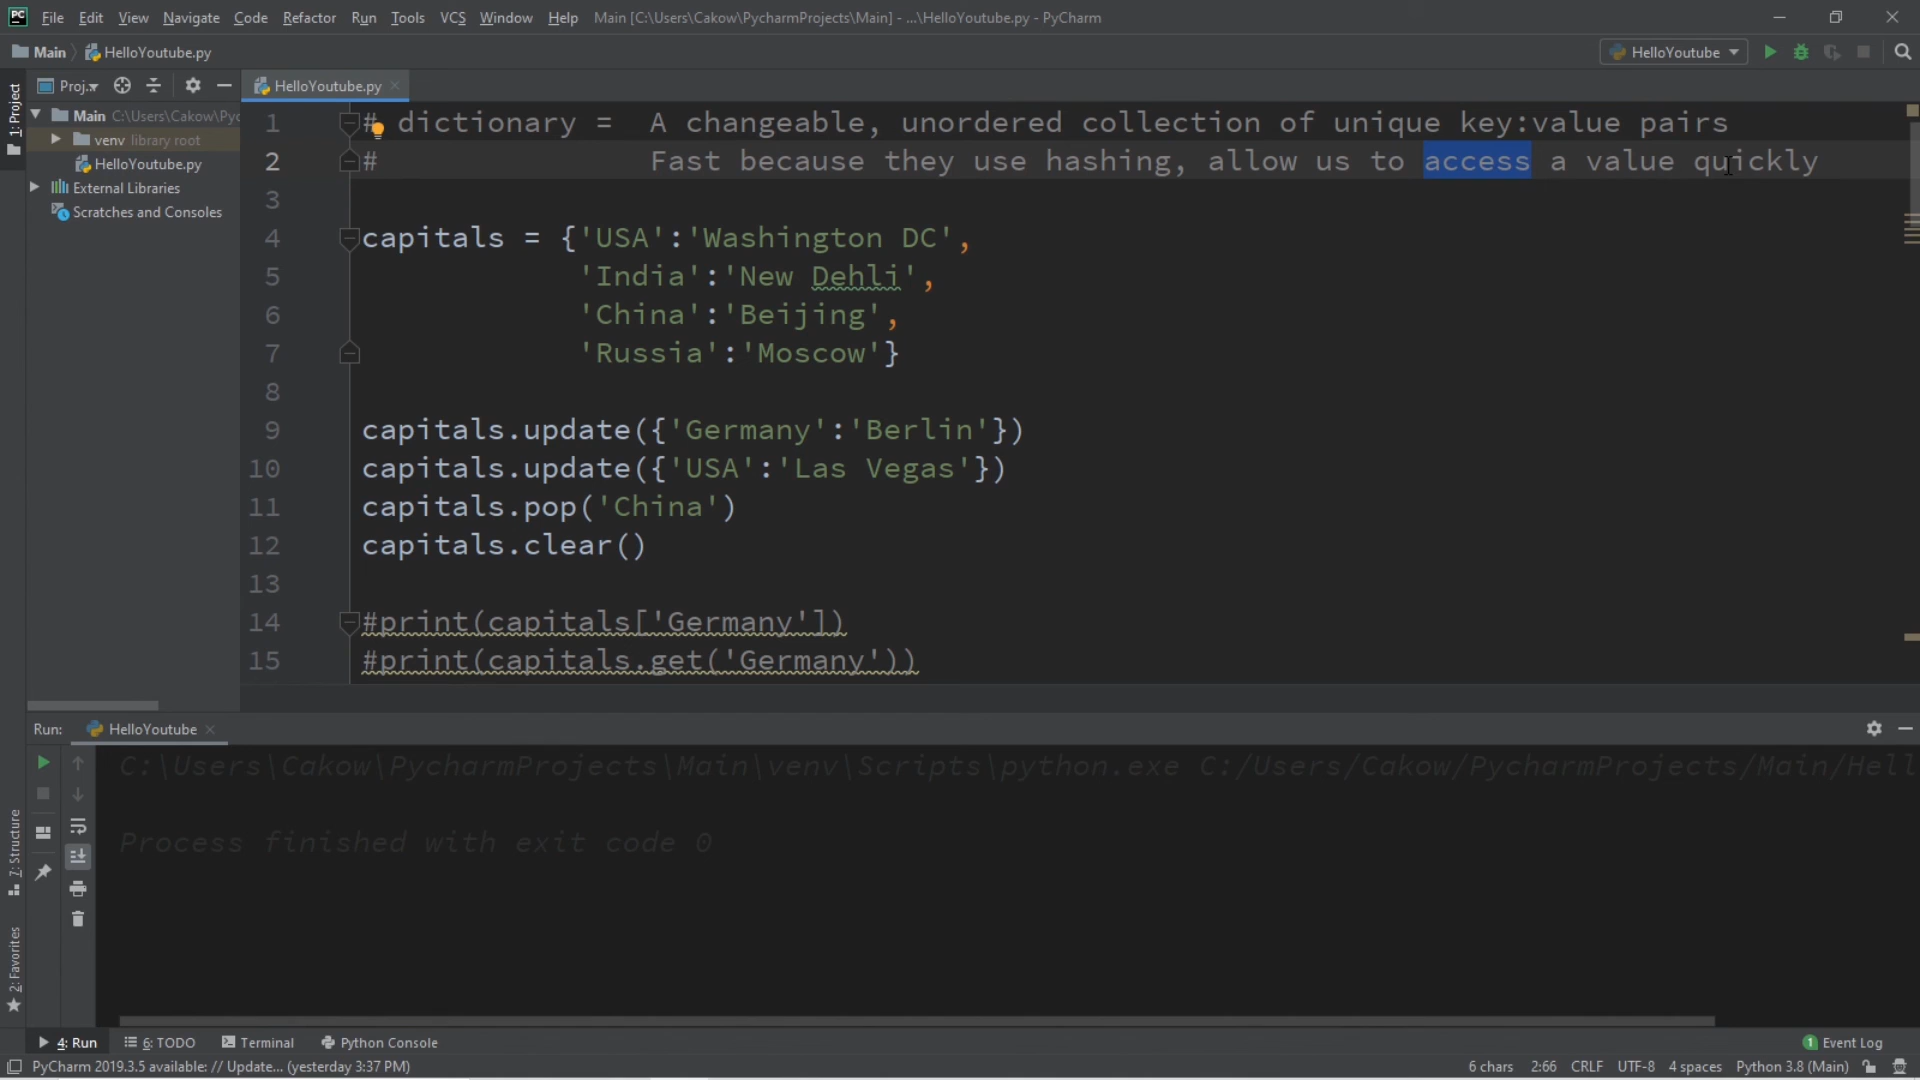 PC File Edit View Navigate Code Refactor Run Tools VCS Window Help Main [C:\Users\Cakow\PycharmProjects\Main] - ...\HelloYoutube.py - PyCharm
Main HelloYoutube.py HelloYoutube
1: Project
Proj... HelloYoutube.py
Main C:\Users\Cakow\Pyc
venv library root
HelloYoutube.py
External Libraries
Scratches and Consoles
1 # dictionary = A changeable, unordered collection of unique key:value pairs
2 # Fast because they use hashing, allow us to access a value quickly
3
4 capitals = {'USA':'Washington DC',
5 'India':'New Dehli',
6 'China':'Beijing',
7 'Russia':'Moscow'}
8
9 capitals.update({'Germany':'Berlin'})
10 capitals.update({'USA':'Las Vegas'})
11 capitals.pop('China')
12 capitals.clear()
13
14 #print(capitals['Germany'])
15 #print(capitals.get('Germany'))
Run: HelloYoutube
C:\Users\Cakow\PycharmProjects\Main\venv\Scripts\python.exe C:/Users/Cakow/PycharmProjects/Main/Hell
Process finished with exit code 0
7: Structure
2: Favorites
4: Run 6: TODO Terminal Python Console 1 Event Log
PyCharm 2019.3.5 available: // Update... (yesterday 3:37 PM) 6 chars 2:66 CRLF UTF-8 4 spaces Python 3.8 (Main)